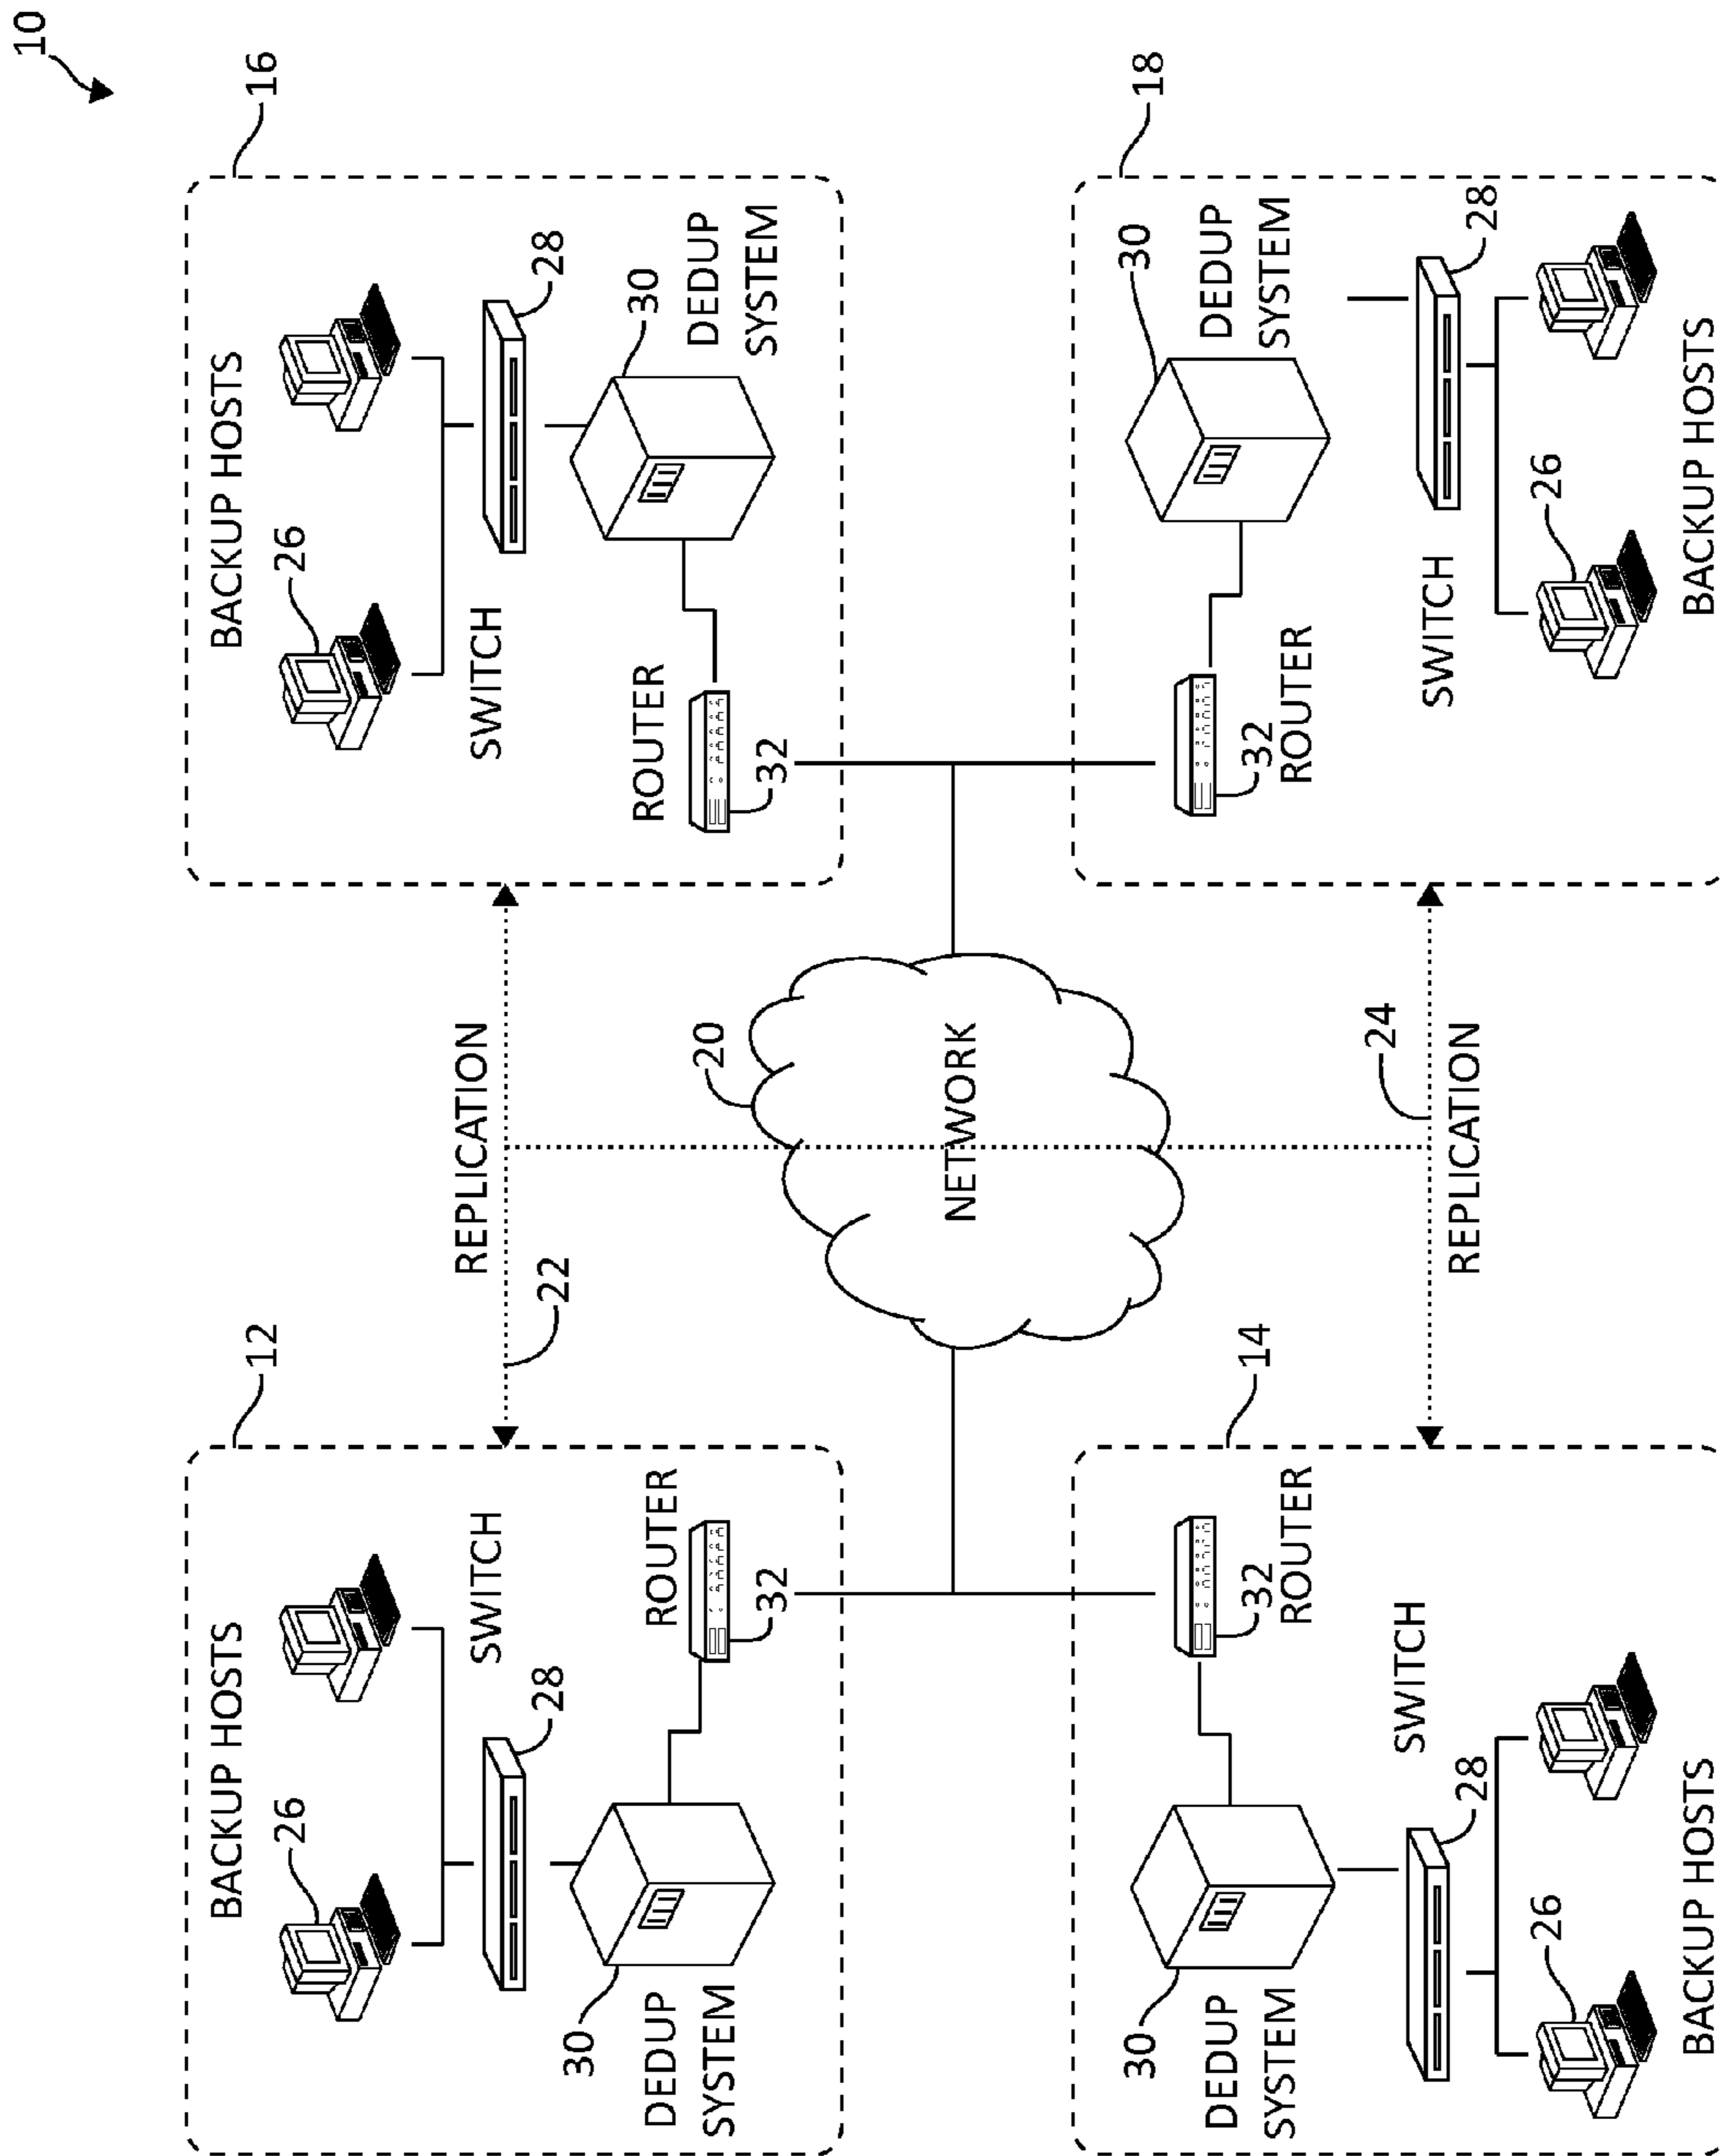 10
12
BACKUP HOSTS
26
SWITCH
28
ROUTER
32
30
DEDUP
SYSTEM
REPLICATION
22
16
BACKUP HOSTS
26
SWITCH
28
ROUTER
32
30
DEDUP
SYSTEM
20
NETWORK
14
30
DEDUP
SYSTEM
32
ROUTER
SWITCH
28
26
BACKUP HOSTS
24
REPLICATION
18
30
DEDUP
SYSTEM
32
ROUTER
SWITCH
28
26
BACKUP HOSTS